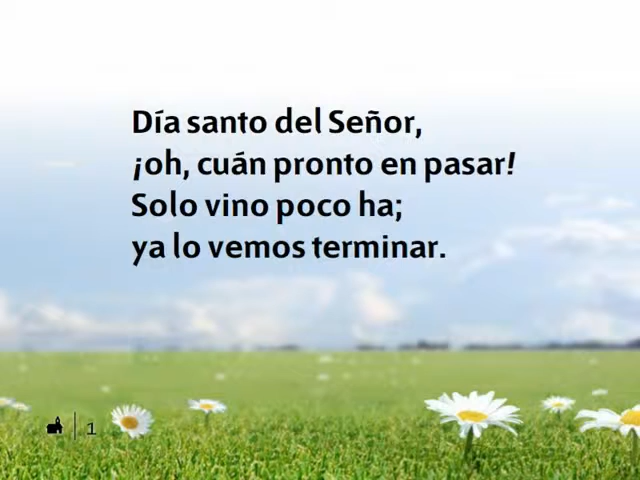 Día santo del Señor,
¡oh, cuán pronto en pasar!
Solo vino poco ha;
ya lo vemos terminar.
1